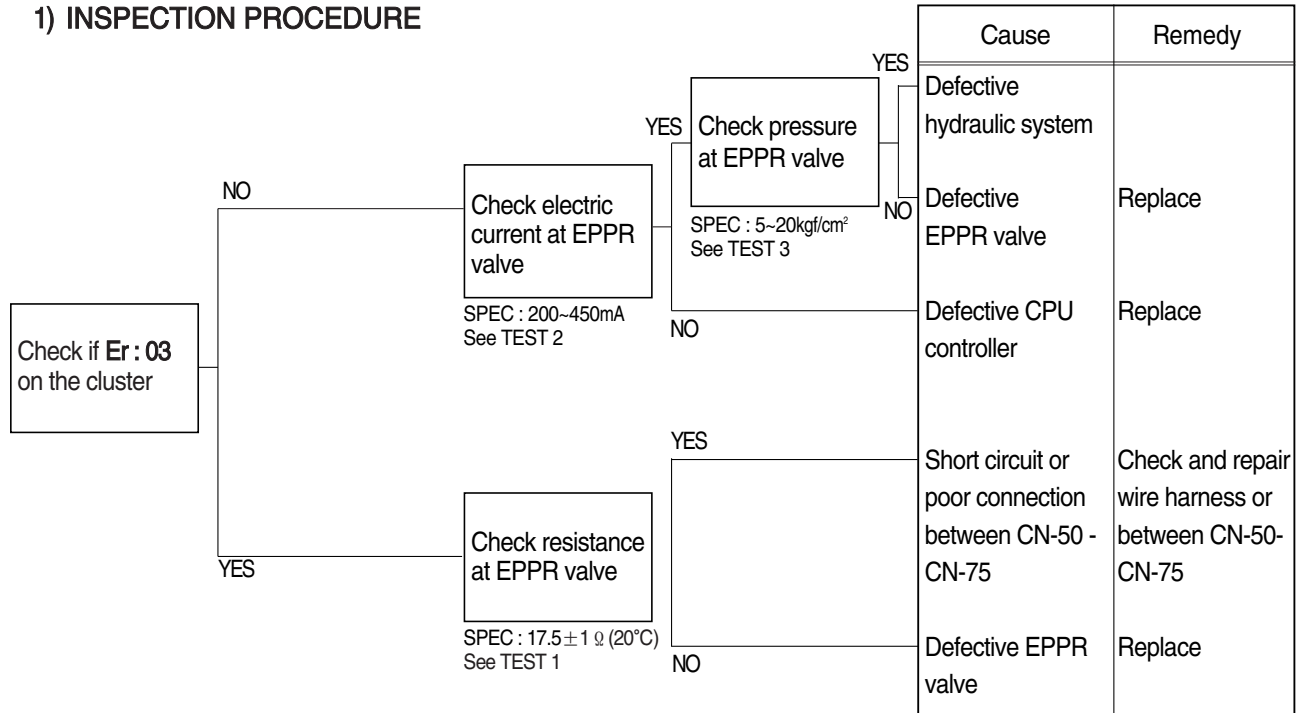 1) INSPECTION PROCEDURE
Cause
Remedy
YES
Defective
hydraulic system
YES
Check pressure
at EPPR valve
NO
Check electric
current at EPPR
valve
NO
Defective
EPPR valve
Replace
SPEC : 5~20kgf/cm²
See TEST 3
SPEC : 200~450mA
See TEST 2
NO
Defective CPU
controller
Replace
Check if Er : 03
on the cluster
YES
Short circuit or
poor connection
between CN-50 -
CN-75
Check and repair
wire harness or
between CN-50-
CN-75
YES
Check resistance
at EPPR valve
SPEC : 17.5±1 Ω (20°C)
See TEST 1
NO
Defective EPPR
valve
Replace